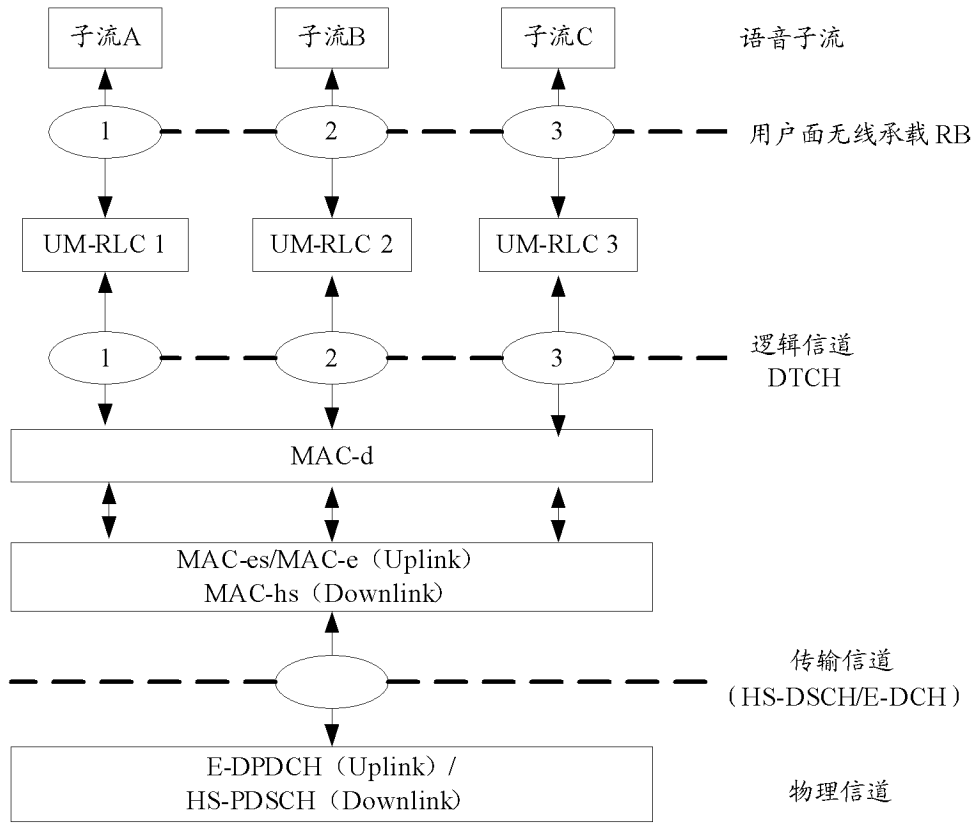 子流A 子流B 子流C 语音子流
1 2 3 用户面无线承载 RB
UM-RLC 1 UM-RLC 2 UM-RLC 3
1 2 3 逻辑信道
DTCH
MAC-d
MAC-es/MAC-e（Uplink）
MAC-hs（Downlink）
传输信道
（HS-DSCH/E-DCH）
E-DPDCH（Uplink）/
HS-PDSCH（Downlink）
物理信道